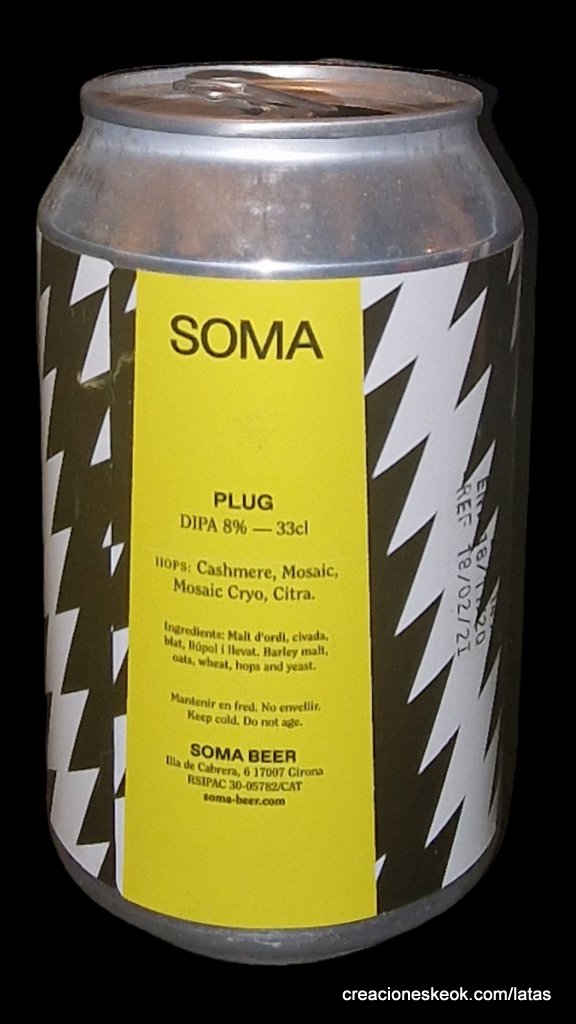 SOMA
PLUG
DIPA 8% — 33cl
HOPS: Cashmere, Mosaic,
Mosaic Cryo, Citra.
Ingredients: Malt d'ordi, civada,
blat, llúpol i llevat. Barley malt,
oats, wheat, hops and yeast.
Mantenir en fred. No envellir.
Keep cold. Do not age.
SOMA BEER
Illa de Cabrera, 6 17007 Girona
RSIPAC 30-05782/CAT
soma-beer.com
REF 18/02/21
creacioneskeok.com/latas